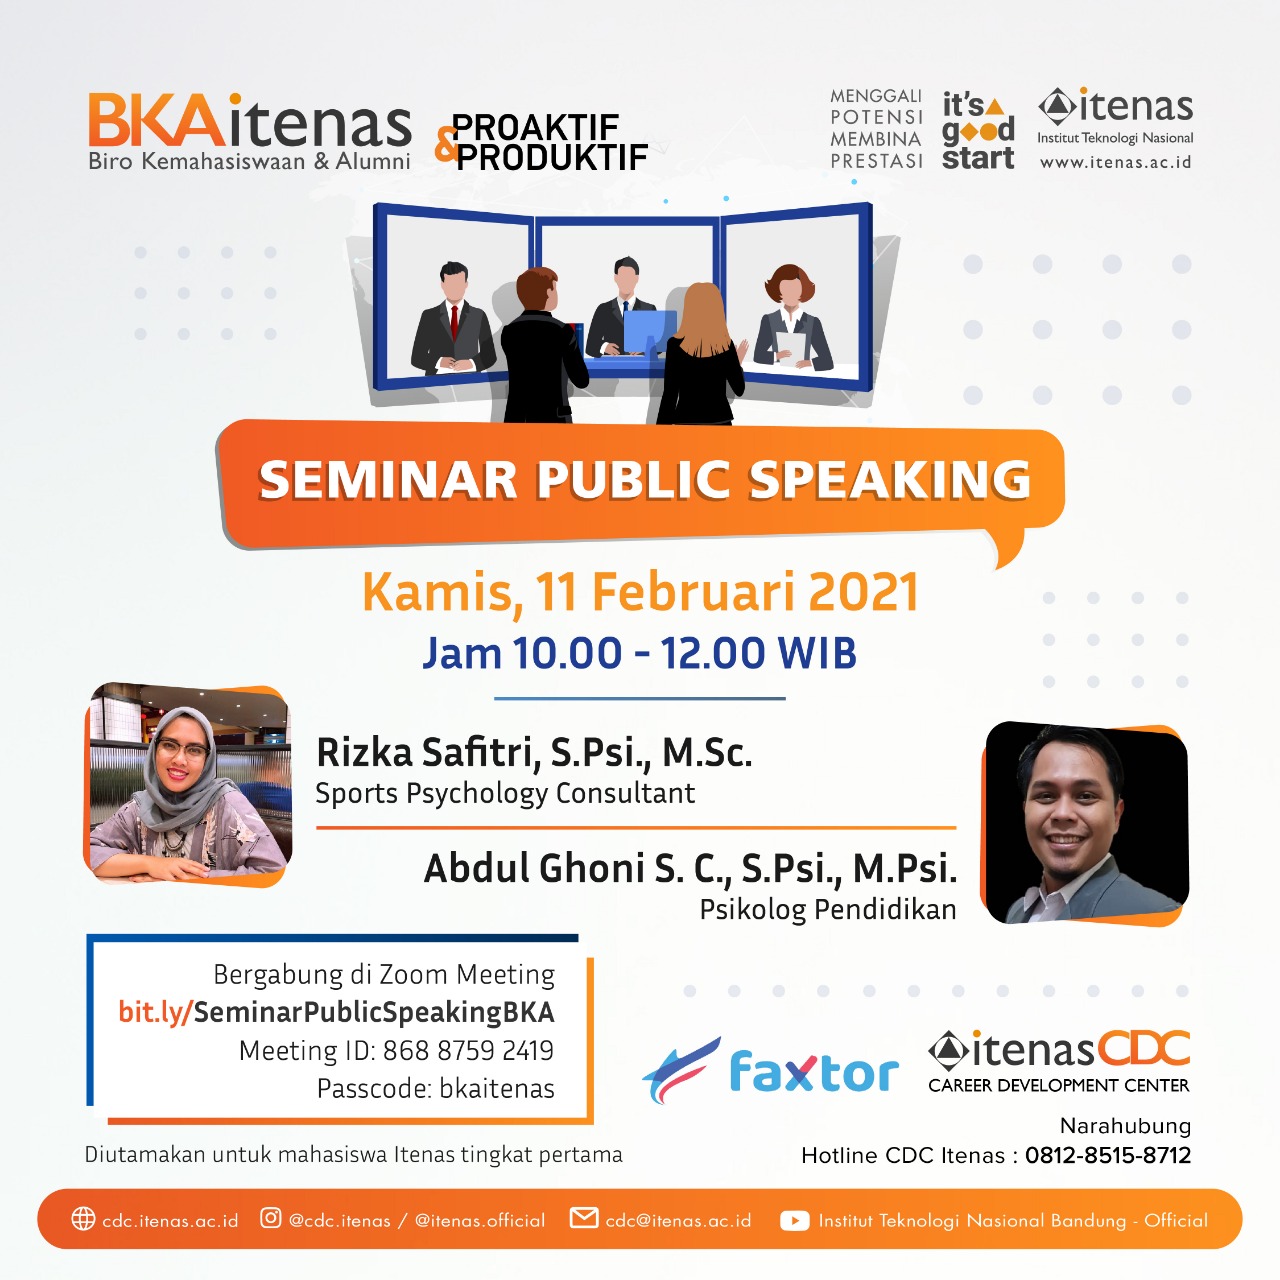 BKAitenas
Biro Kemahasiswaan & Alumni
PROAKTIF
&PRODUKTIF
MENGGALI
POTENSI
MEMBINA
PRESTASI
it's a
good
start
itenas
Institut Teknologi Nasional
www.itenas.ac.id
SEMINAR PUBLIC SPEAKING
Kamis, 11 Februari 2021
Jam 10.00 - 12.00 WIB
Rizka Safitri, S.Psi., M.Sc.
Sports Psychology Consultant
Abdul Ghoni S. C., S.Psi., M.Psi.
Psikolog Pendidikan
Bergabung di Zoom Meeting
bit.ly/SeminarPublicSpeakingBKA
Meeting ID: 868 8759 2419
Passcode: bkaitenas
Diutamakan untuk mahasiswa Itenas tingkat pertama
faxtor
itenasCDC
CAREER DEVELOPMENT CENTER
Narahubung
Hotline CDC Itenas : 0812-8515-8712
cdc.itenas.ac.id @cdc.itenas / @itenas.official cdc@itenas.ac.id Institut Teknologi Nasional Bandung - Official